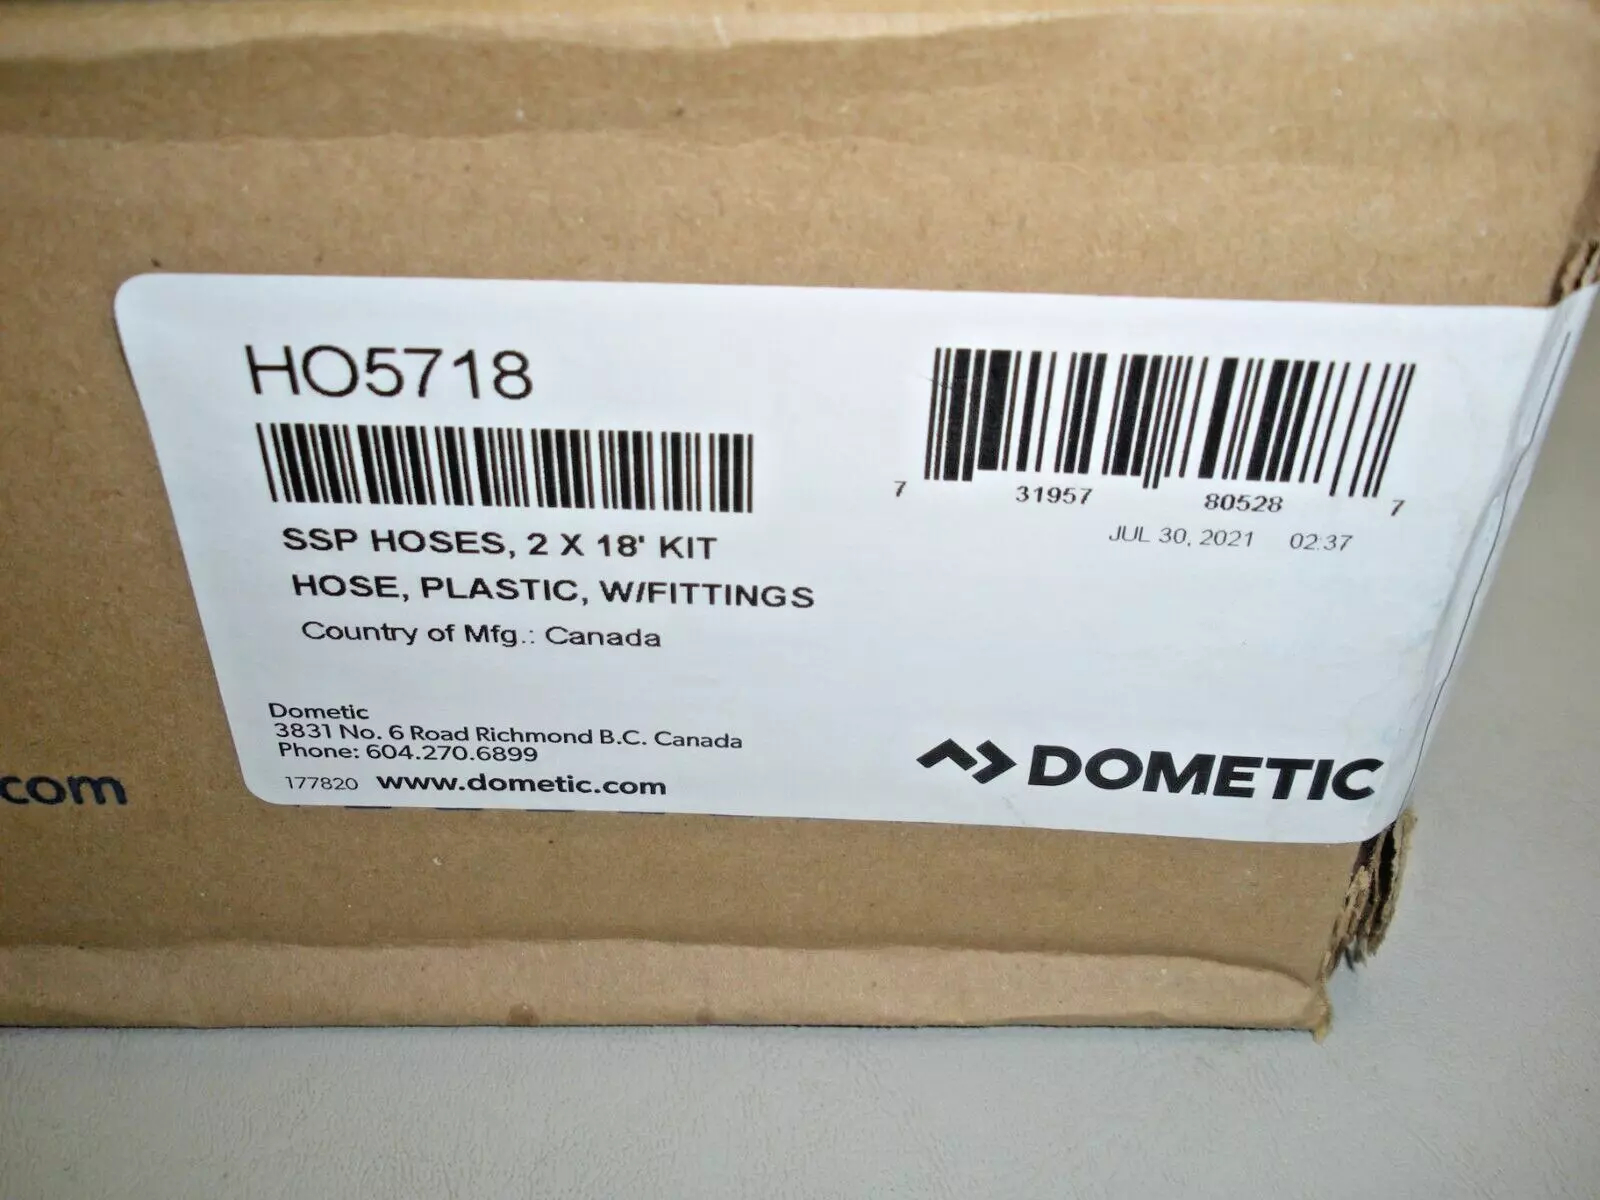 HO5718
SSP HOSES, 2 X 18' KIT
HOSE, PLASTIC, W/FITTINGS
Country of Mfg.: Canada
7 31957 80528 7
JUL 30, 2021 02:37
Dometic
3831 No. 6 Road Richmond B.C. Canada
Phone: 604.270.6899
177820 www.dometic.com
DOMETIC
com